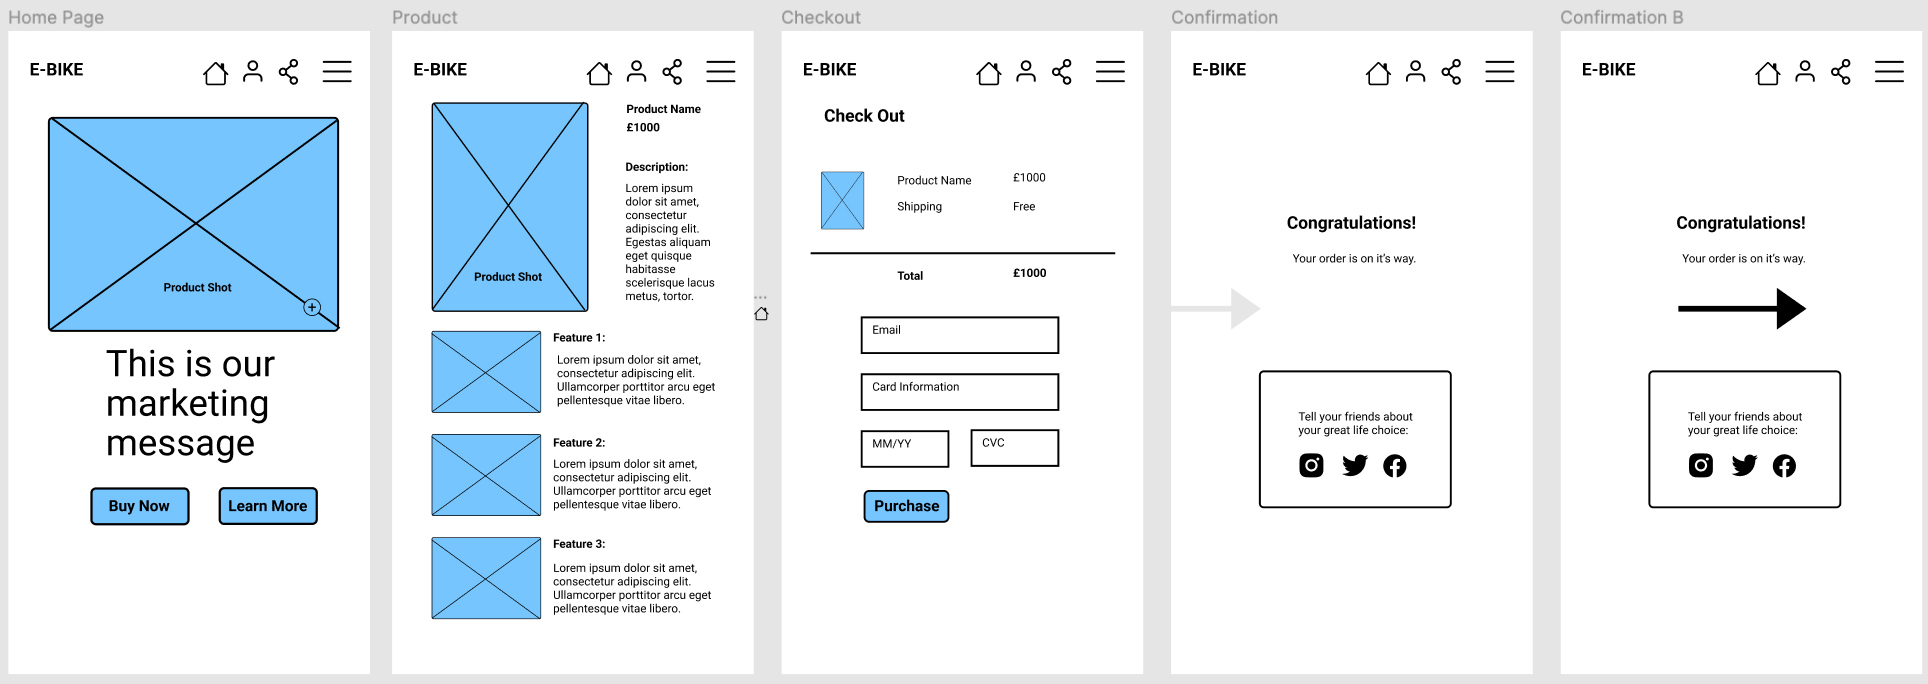 Home Page
E-BIKE
Product Shot
This is our
marketing
message
Buy Now
Learn More
Product
E-BIKE
Product Shot
Product Name
£1000
Description:
Lorem ipsum
dolor sit amet,
consectetur
adipiscing elit.
Egestas aliquam
eget quisque
habitasse
scelerisque lacus
metus, tortor.
Feature 1:
Lorem ipsum dolor sit amet,
consectetur adipiscing elit.
Ullamcorper porttitor arcu eget
pellentesque vitae libero.
Feature 2:
Lorem ipsum dolor sit amet,
consectetur adipiscing elit.
Ullamcorper porttitor arcu eget
pellentesque vitae libero.
Feature 3:
Lorem ipsum dolor sit amet,
consectetur adipiscing elit.
Ullamcorper porttitor arcu eget
pellentesque vitae libero.
Checkout
E-BIKE
Check Out
Product Name £1000
Shipping Free
Total £1000
Email
Card Information
MM/YY CVC
Purchase
Confirmation
E-BIKE
Congratulations!
Your order is on it's way.
Tell your friends about
your great life choice:
Confirmation B
E-BIKE
Congratulations!
Your order is on it's way.
Tell your friends about
your great life choice: